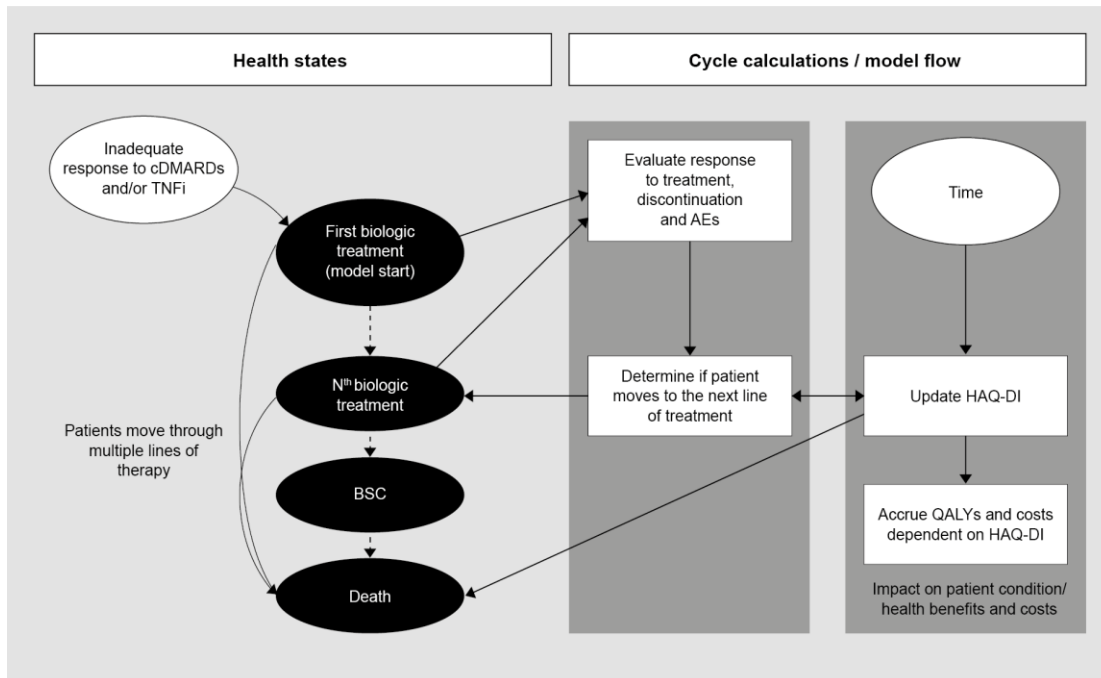 Health states
Cycle calculations / model flow
Inadequate
response to cDMARDs
and/or TNFi
First biologic
treatment
(model start)
Nth biologic
treatment
BSC
Death
Patients move through
multiple lines of
therapy
Evaluate response
to treatment,
discontinuation
and AEs
Determine if patient
moves to the next line
of treatment
Time
Update HAQ-DI
Accrue QALYs and costs
dependent on HAQ-DI
Impact on patient condition/
health benefits and costs